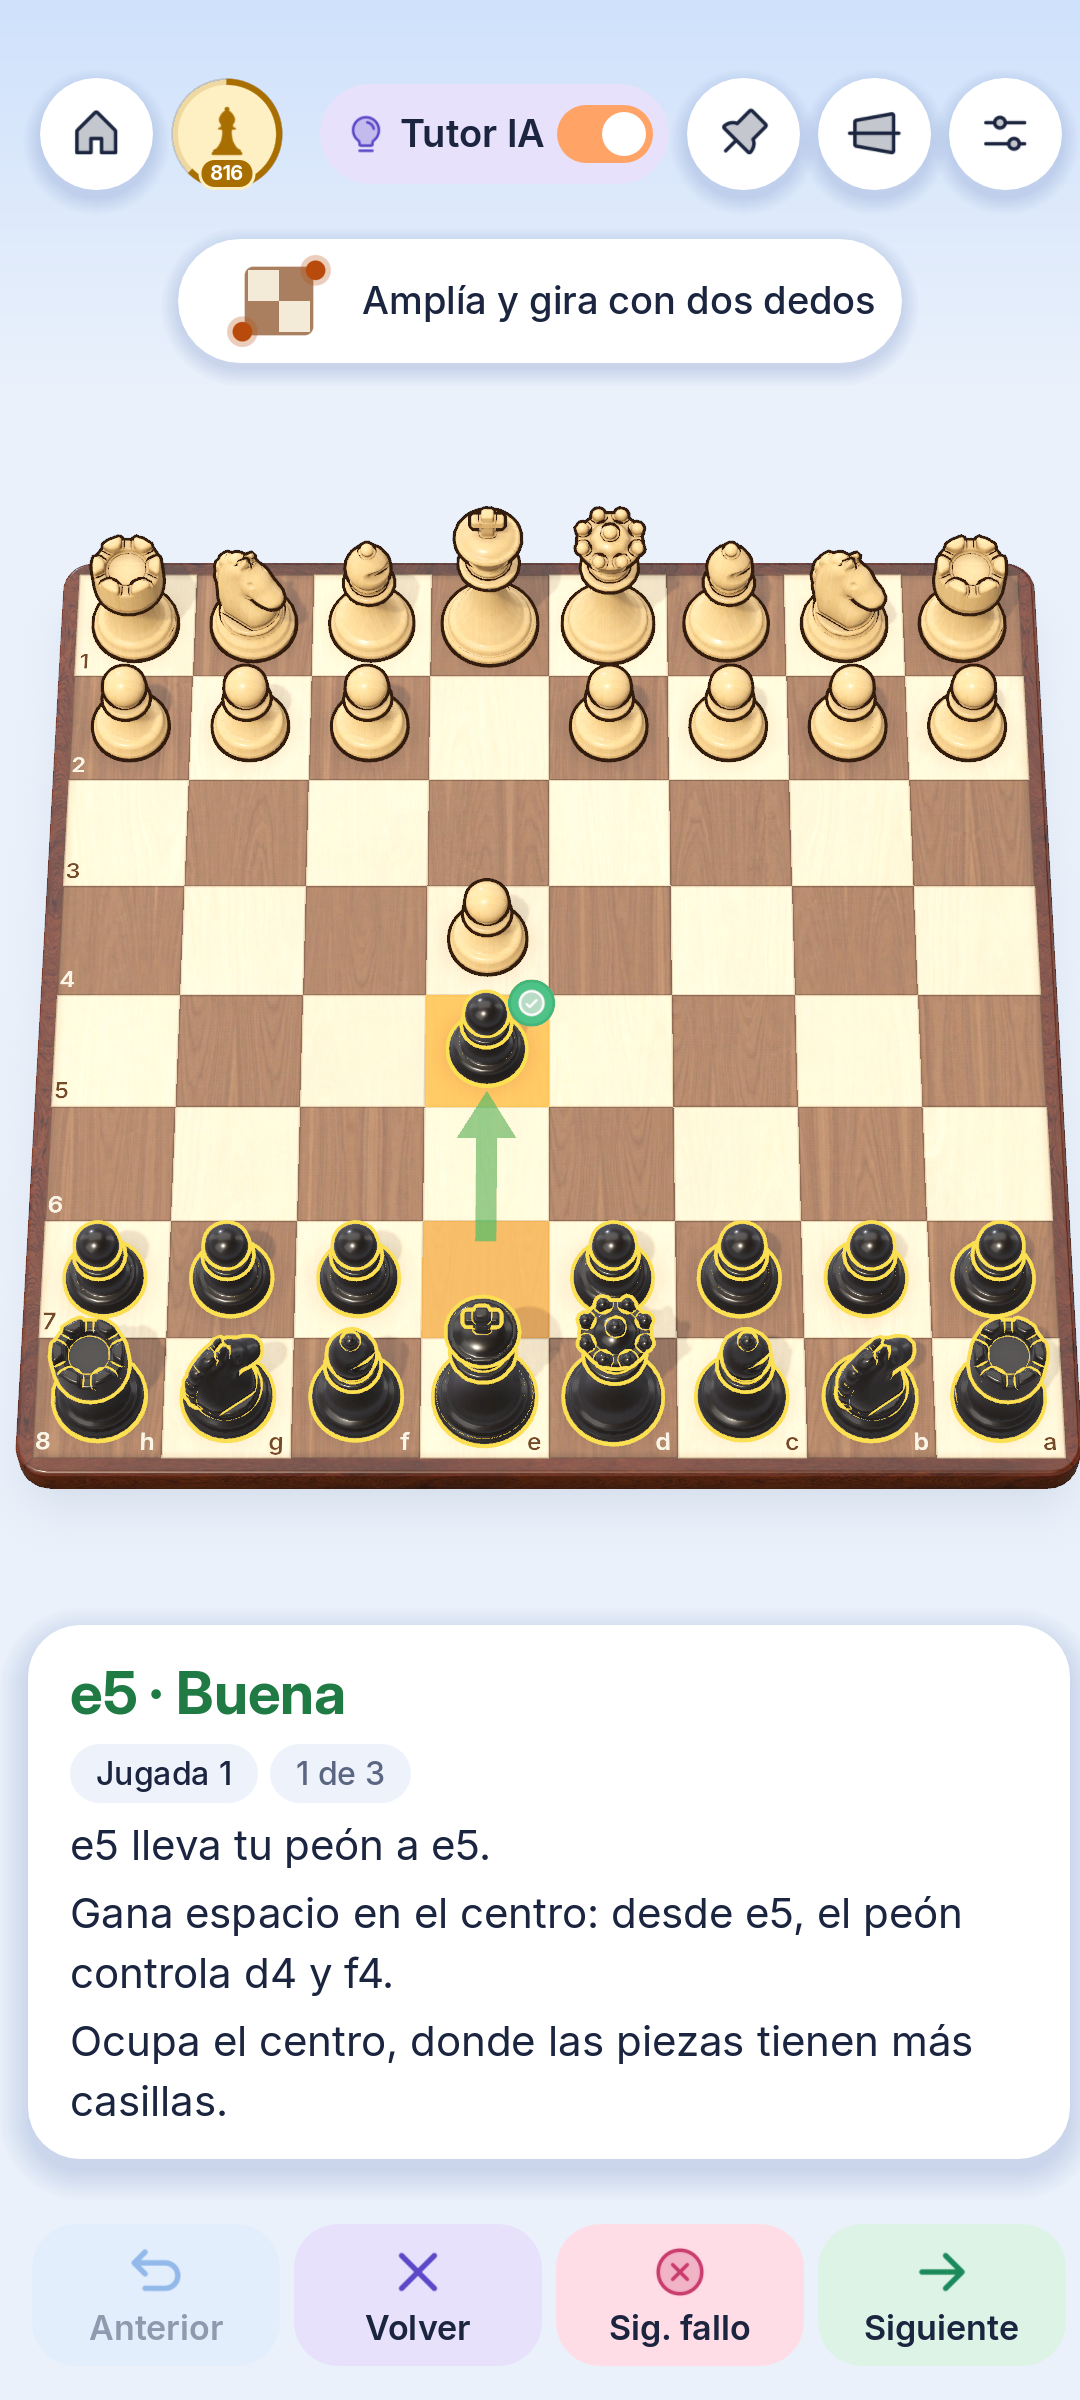 816
Tutor IA
Amplía y gira con dos dedos
1
2
3
4
5
6
7
8 h g f e d c b a
e5 · Buena
Jugada 1 1 de 3
e5 lleva tu peón a e5.
Gana espacio en el centro: desde e5, el peón
controla d4 y f4.
Ocupa el centro, donde las piezas tienen más
casillas.
Anterior Volver Sig. fallo Siguiente